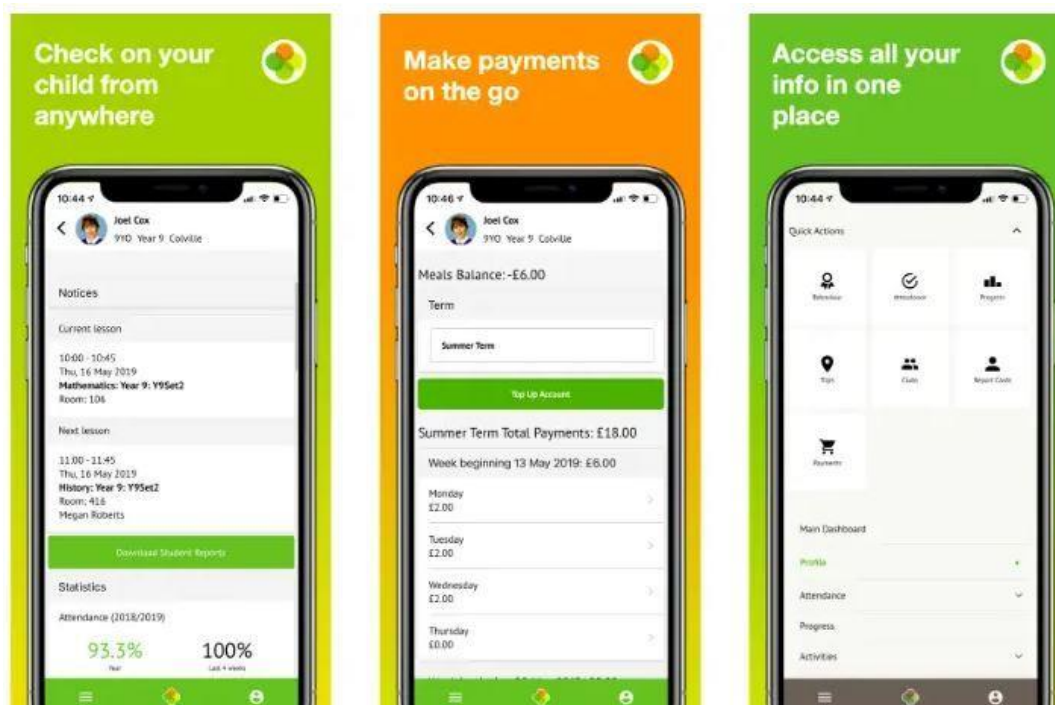 Check on your
child from
anywhere
10:44
Joel Cox
9YO Year 9 Colville
Notices
Current lesson
10:00 - 10:45
Thu, 16 May 2019
Mathematics: Year 9: Y9Set2
Room: 106
Next lesson
11:00 - 11:45
Thu, 16 May 2019
History: Year 9: Y9Set2
Room: 416
Megan Roberts
Download Student Reports
Statistics
Attendance (2018/2019)
93.3% 100%
Year Last 4 weeks
Make payments
on the go
10:46
Joel Cox
9YO Year 9 Colville
Meals Balance: -£6.00
Term
Summer Term
Top Up Account
Summer Term Total Payments: £18.00
Week beginning 13 May 2019: £6.00
Monday
£2.00
Tuesday
£2.00
Wednesday
£2.00
Thursday
£0.00
Access all your
info in one
place
10:44
Quick Actions
Behaviour Attendance Progress
Trips Clubs Report Cards
Payments
Main Dashboard
Profile
Attendance
Progress
Activities